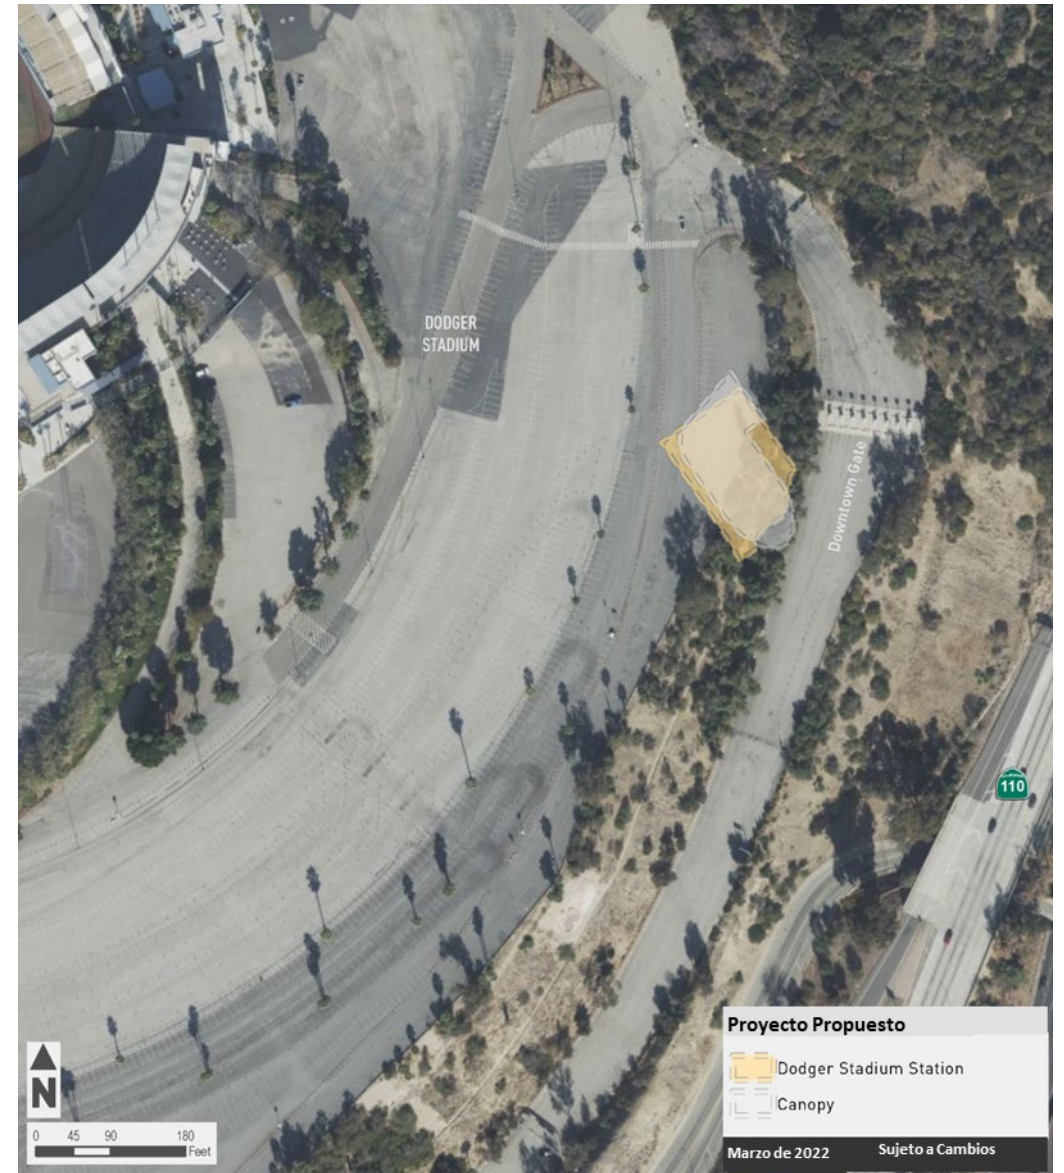 DODGER
STADIUM
Downtown Gate
110
N
0 45 90 180
Feet
Proyecto Propuesto
Dodger Stadium Station
Canopy
Marzo de 2022 Sujeto a Cambios